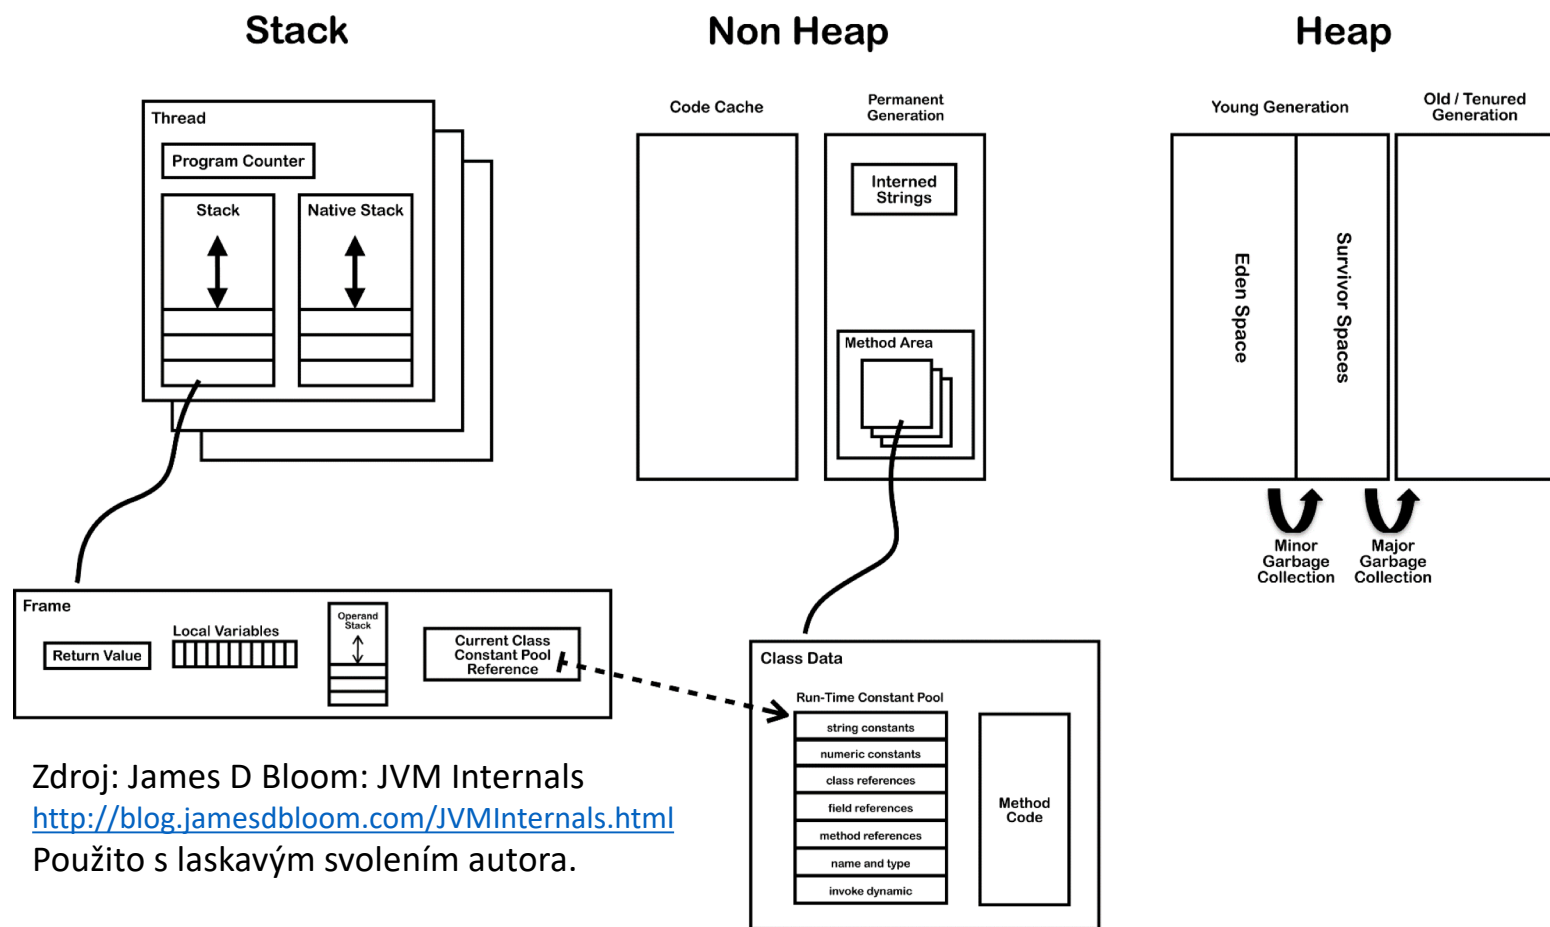 Stack
Non Heap
Heap
Thread
Program Counter
Stack
Native Stack
Code Cache
Permanent
Generation
Interned
Strings
Method Area
Young Generation
Old / Tenured
Generation
Eden Space
Survivor Spaces
Minor
Garbage
Collection
Major
Garbage
Collection
Frame
Return Value
Local Variables
Operand
Stack
Current Class
Constant Pool
Reference
Class Data
Run-Time Constant Pool
string constants
numeric constants
class references
field references
method references
name and type
invoke dynamic
Method
Code
Zdroj: James D Bloom: JVM Internals
http://blog.jamesdbloom.com/JVMInternals.html
Použito s laskavým svolením autora.